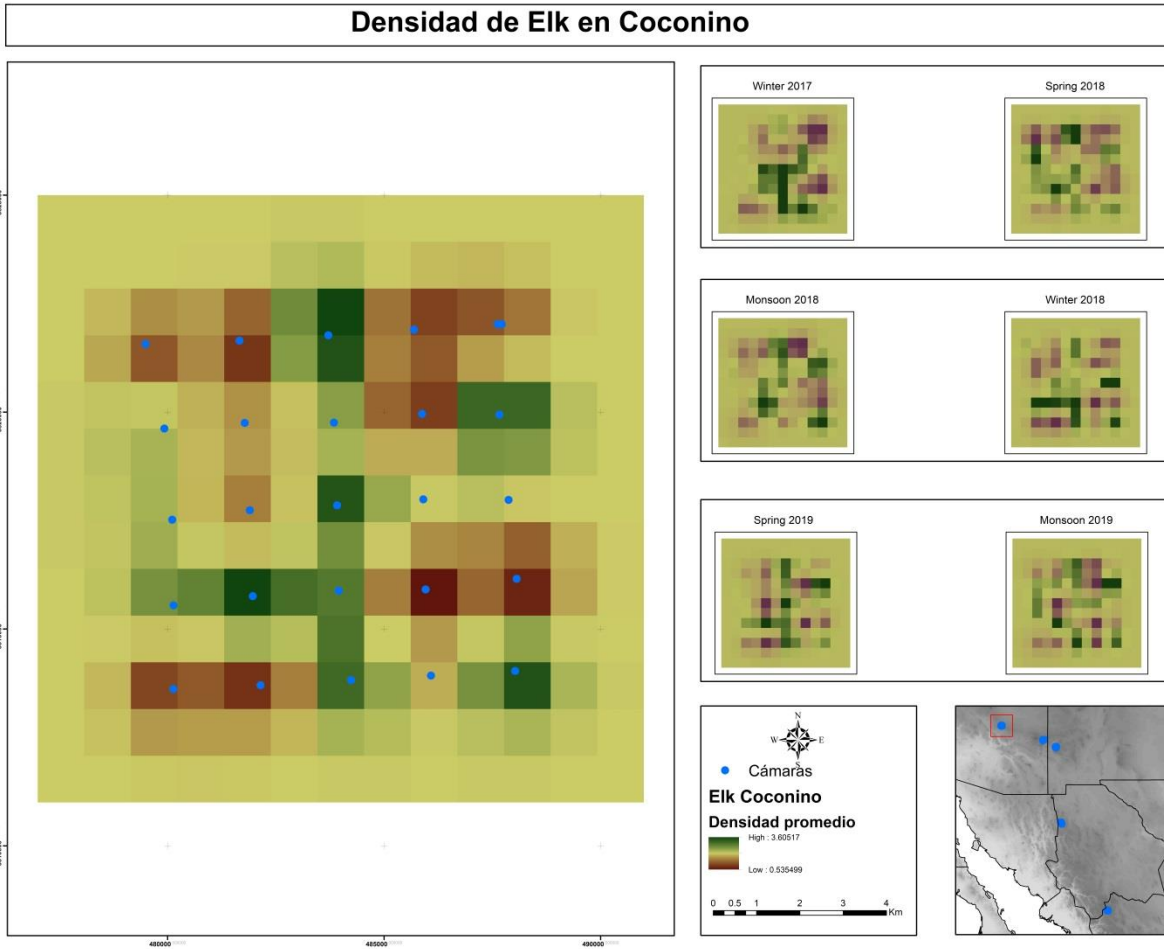 Densidad de Elk en Coconino
Winter 2017
Spring 2018
Monsoon 2018
Winter 2018
Spring 2019
Monsoon 2019
480000
485000
490000
N
W
E
S
Cámaras
Elk Coconino
Densidad promedio
High : 3.60517
Low : 0.535499
0 0.5 1 2 3 4
Km